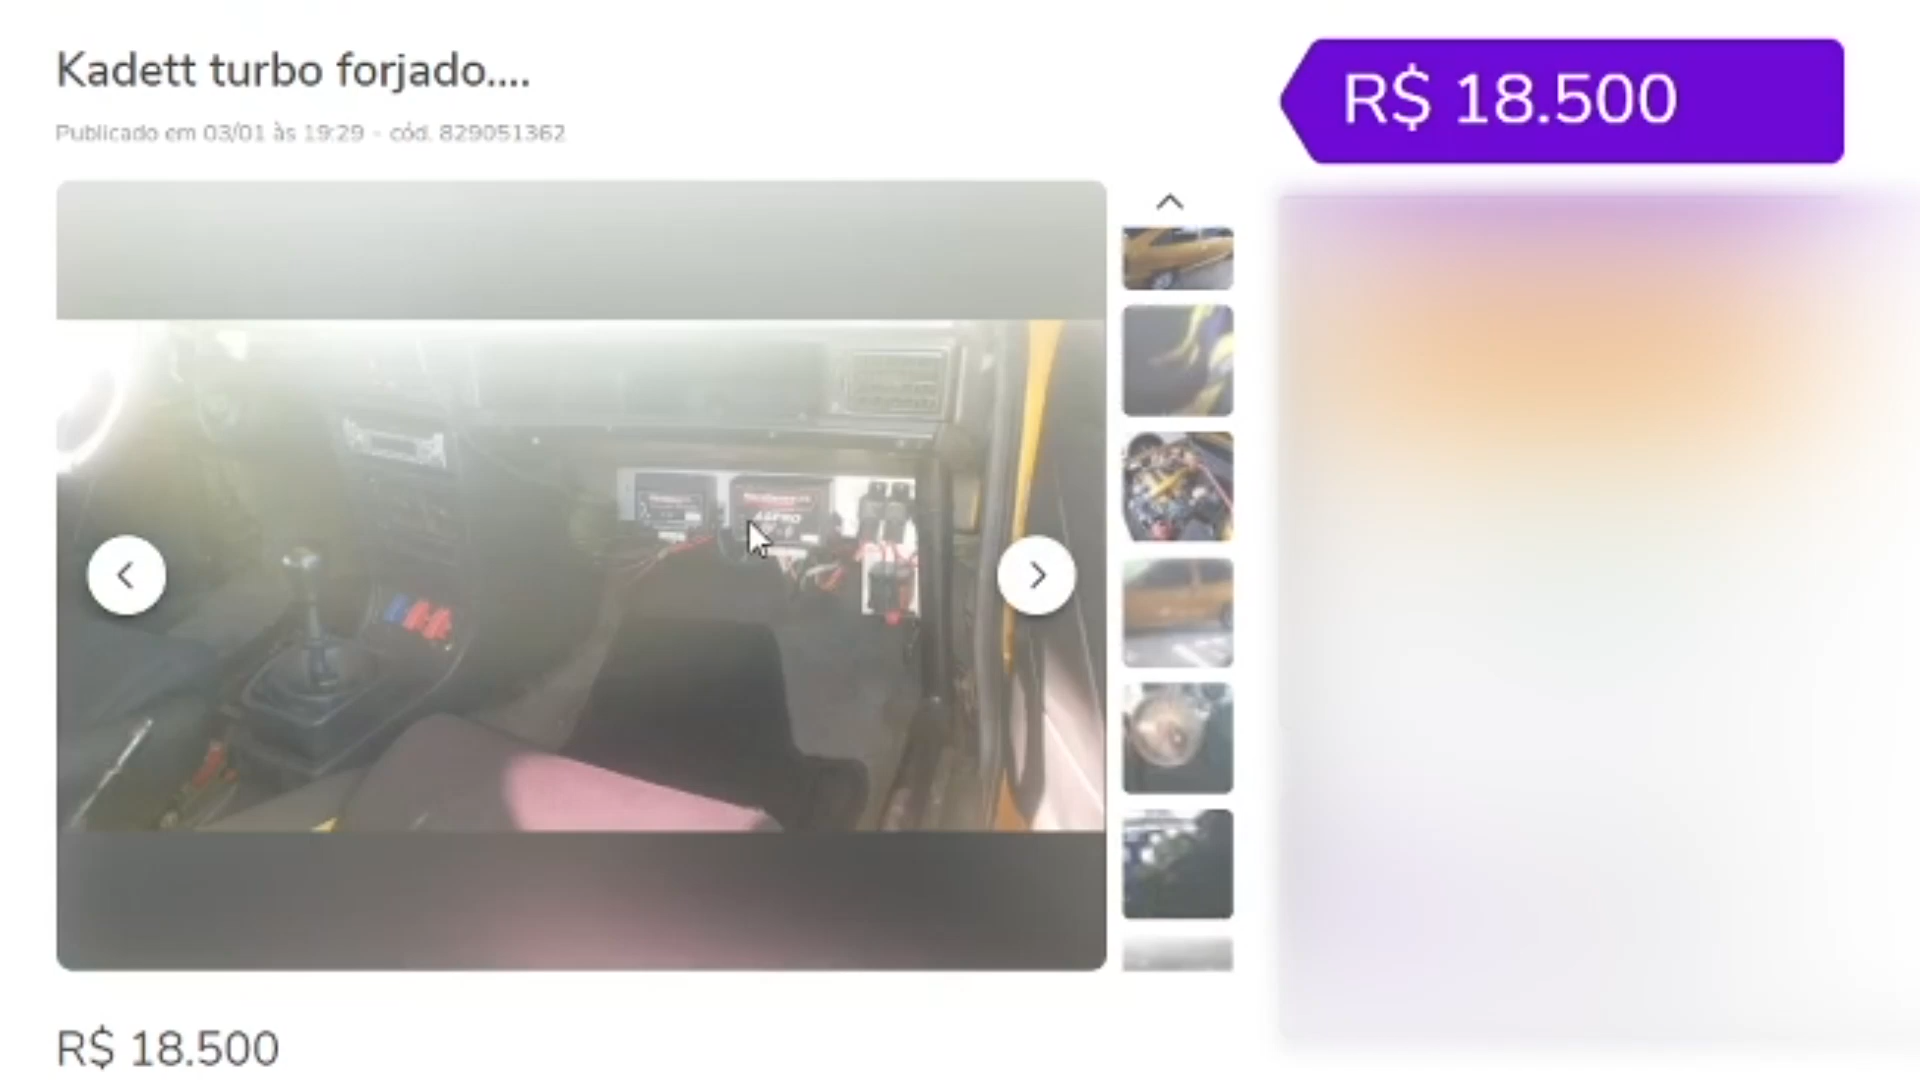 Kadett turbo forjado....
R$ 18.500
Publicado em 03/01 às 19:29 - cód. 829051362
R$ 18.500